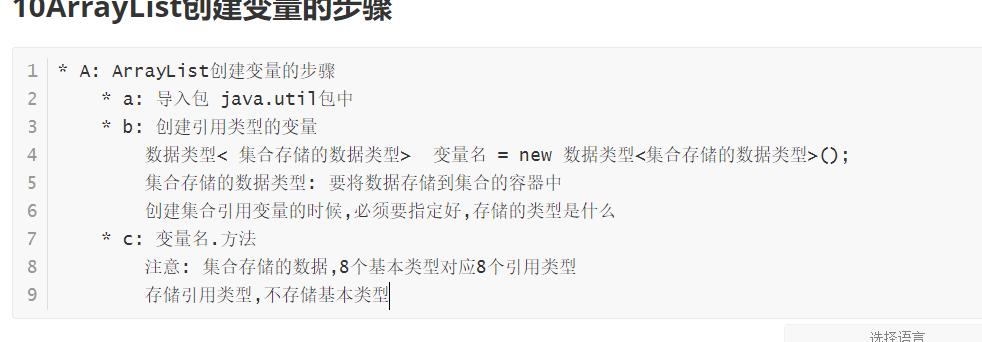 10ArrayList创建变量的步骤
1 * A: ArrayList创建变量的步骤
2 * a: 导入包 java.util包中
3 * b: 创建引用类型的变量
4 数据类型< 集合存储的数据类型>  变量名 = new 数据类型<集合存储的数据类型>();
5 集合存储的数据类型: 要将数据存储到集合的容器中
6 创建集合引用变量的时候,必须要指定好,存储的类型是什么
7 * c: 变量名.方法
8 注意: 集合存储的数据,8个基本类型对应8个引用类型
9 存储引用类型,不存储基本类型
选择语言